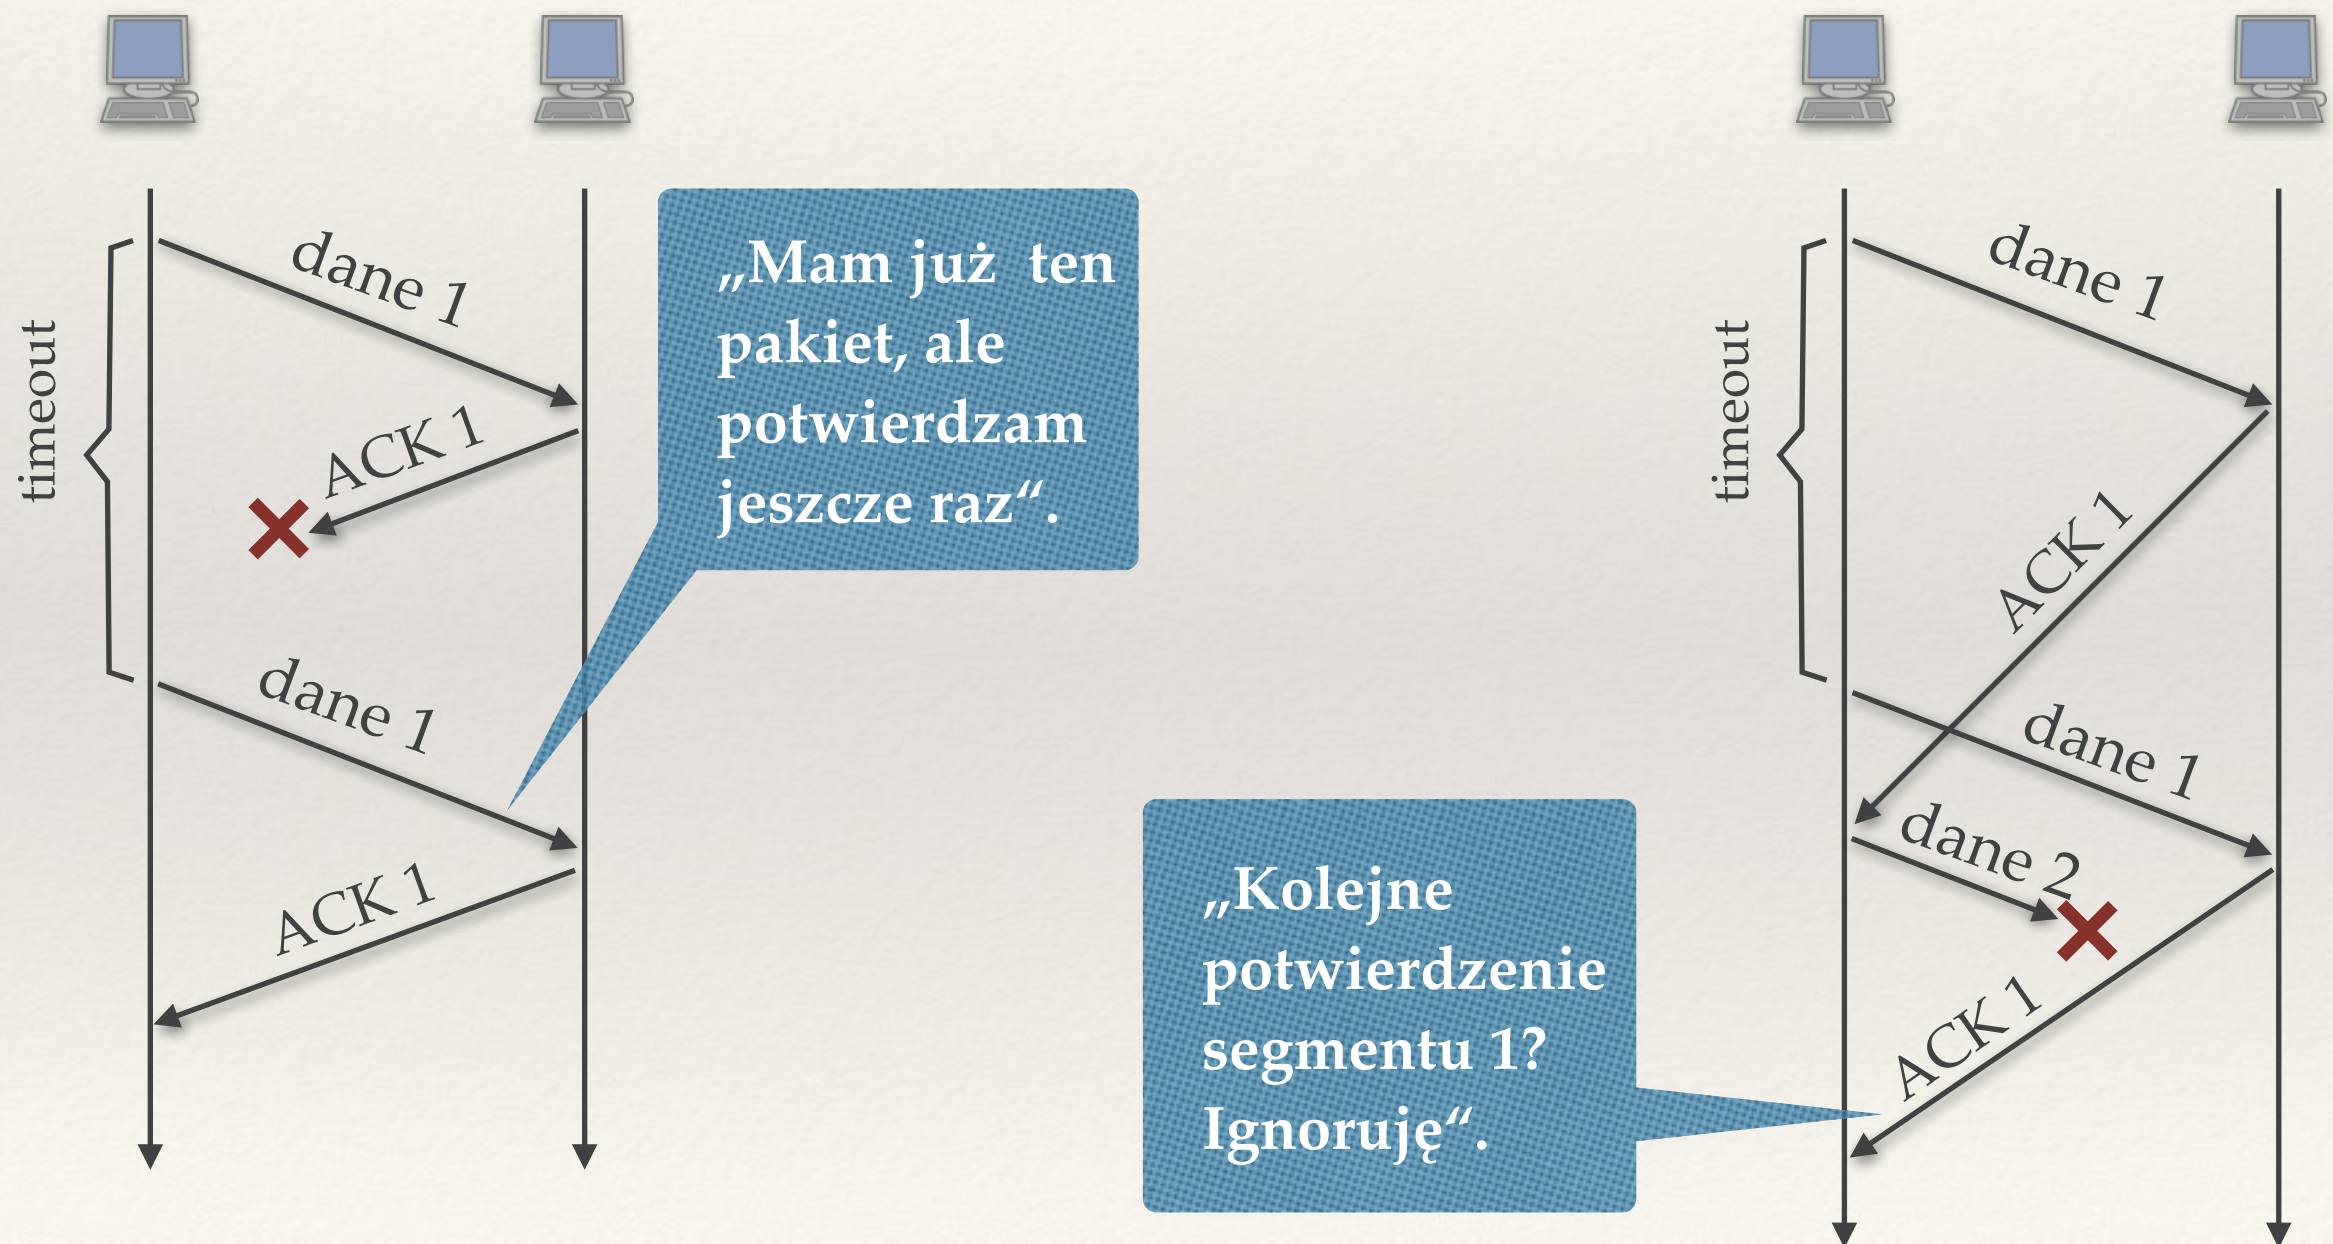 timeout
dane 1
ACK 1
dane 1
ACK 1
„Mam już ten
pakiet, ale
potwierdzam
jeszcze raz“.
timeout
dane 1
ACK 1
dane 1
dane 2
ACK 1
„Kolejne
potwierdzenie
segmentu 1?
Ignoruję“.